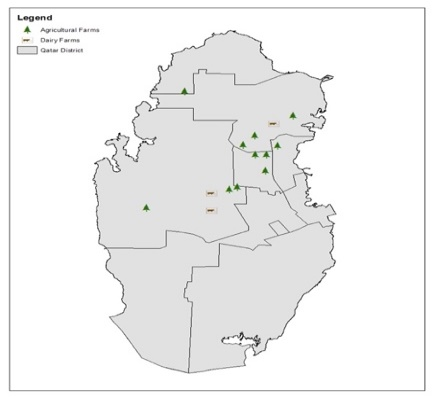 Legend
Agricultural Farms
Dairy Farms
Qatar District